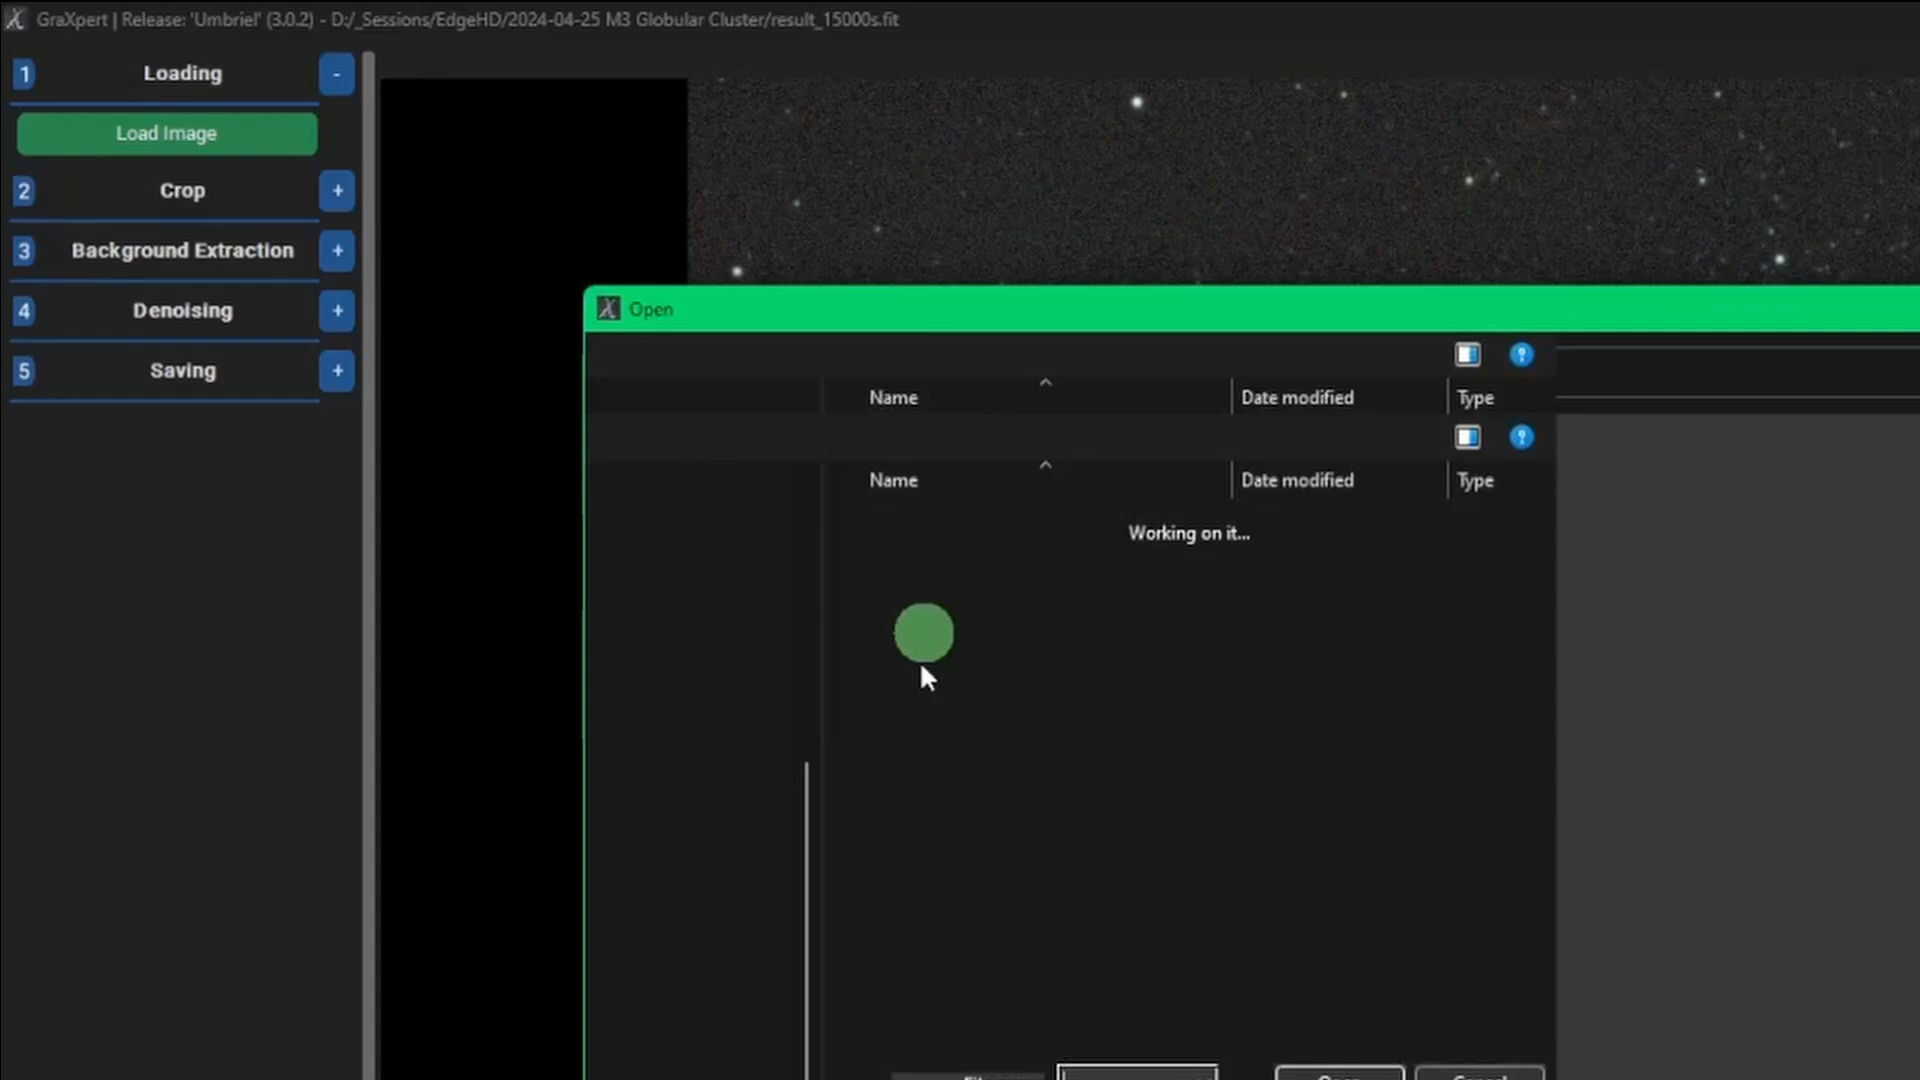 GraXpert | Release: 'Umbriel' (3.0.2) - D:/_Sessions/EdgeHD/2024-04-25 M3 Globular Cluster/result_15000s.fit
1 Loading -
Load Image
2 Crop +
3 Background Extraction +
4 Denoising +
5 Saving +
Open
Name Date modified Type
Name Date modified Type
Working on it...